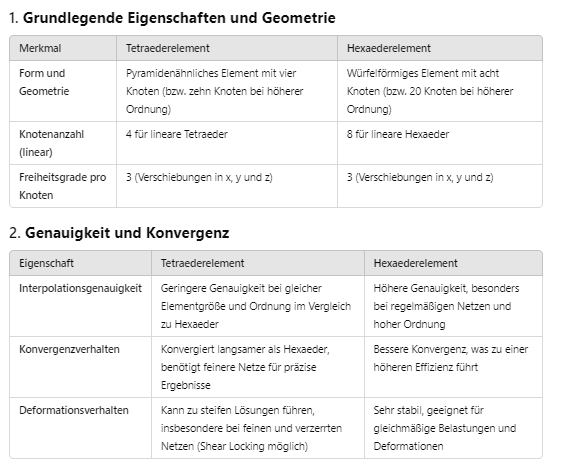 1. Grundlegende Eigenschaften und Geometrie
Merkmal Tetraederelement Hexaederelement
Form und Pyramidenähnliches Element mit vier Würfelförmiges Element mit acht
Geometrie Knoten (bzw. zehn Knoten bei höherer Knoten (bzw. 20 Knoten bei höherer
Ordnung) Ordnung)
Knotenanzahl 4 für lineare Tetraeder 8 für lineare Hexaeder
(linear)
Freiheitsgrade pro 3 (Verschiebungen in x, y und z) 3 (Verschiebungen in x, y und z)
Knoten
2. Genauigkeit und Konvergenz
Eigenschaft Tetraederelement Hexaederelement
Interpolationsgenauigkeit Geringere Genauigkeit bei gleicher Höhere Genauigkeit, besonders
Elementgröße und Ordnung im Vergleich bei regelmäßigen Netzen und
zu Hexaeder hoher Ordnung
Konvergenzverhalten Konvergiert langsamer als Hexaeder, Bessere Konvergenz, was zu einer
benötigt feinere Netze für präzise höheren Effizienz führt
Ergebnisse
Deformationsverhalten Kann zu steifen Lösungen führen, Sehr stabil, geeignet für
insbesondere bei feinen und verzerrten gleichmäßige Belastungen und
Netzen (Shear Locking möglich) Deformationen